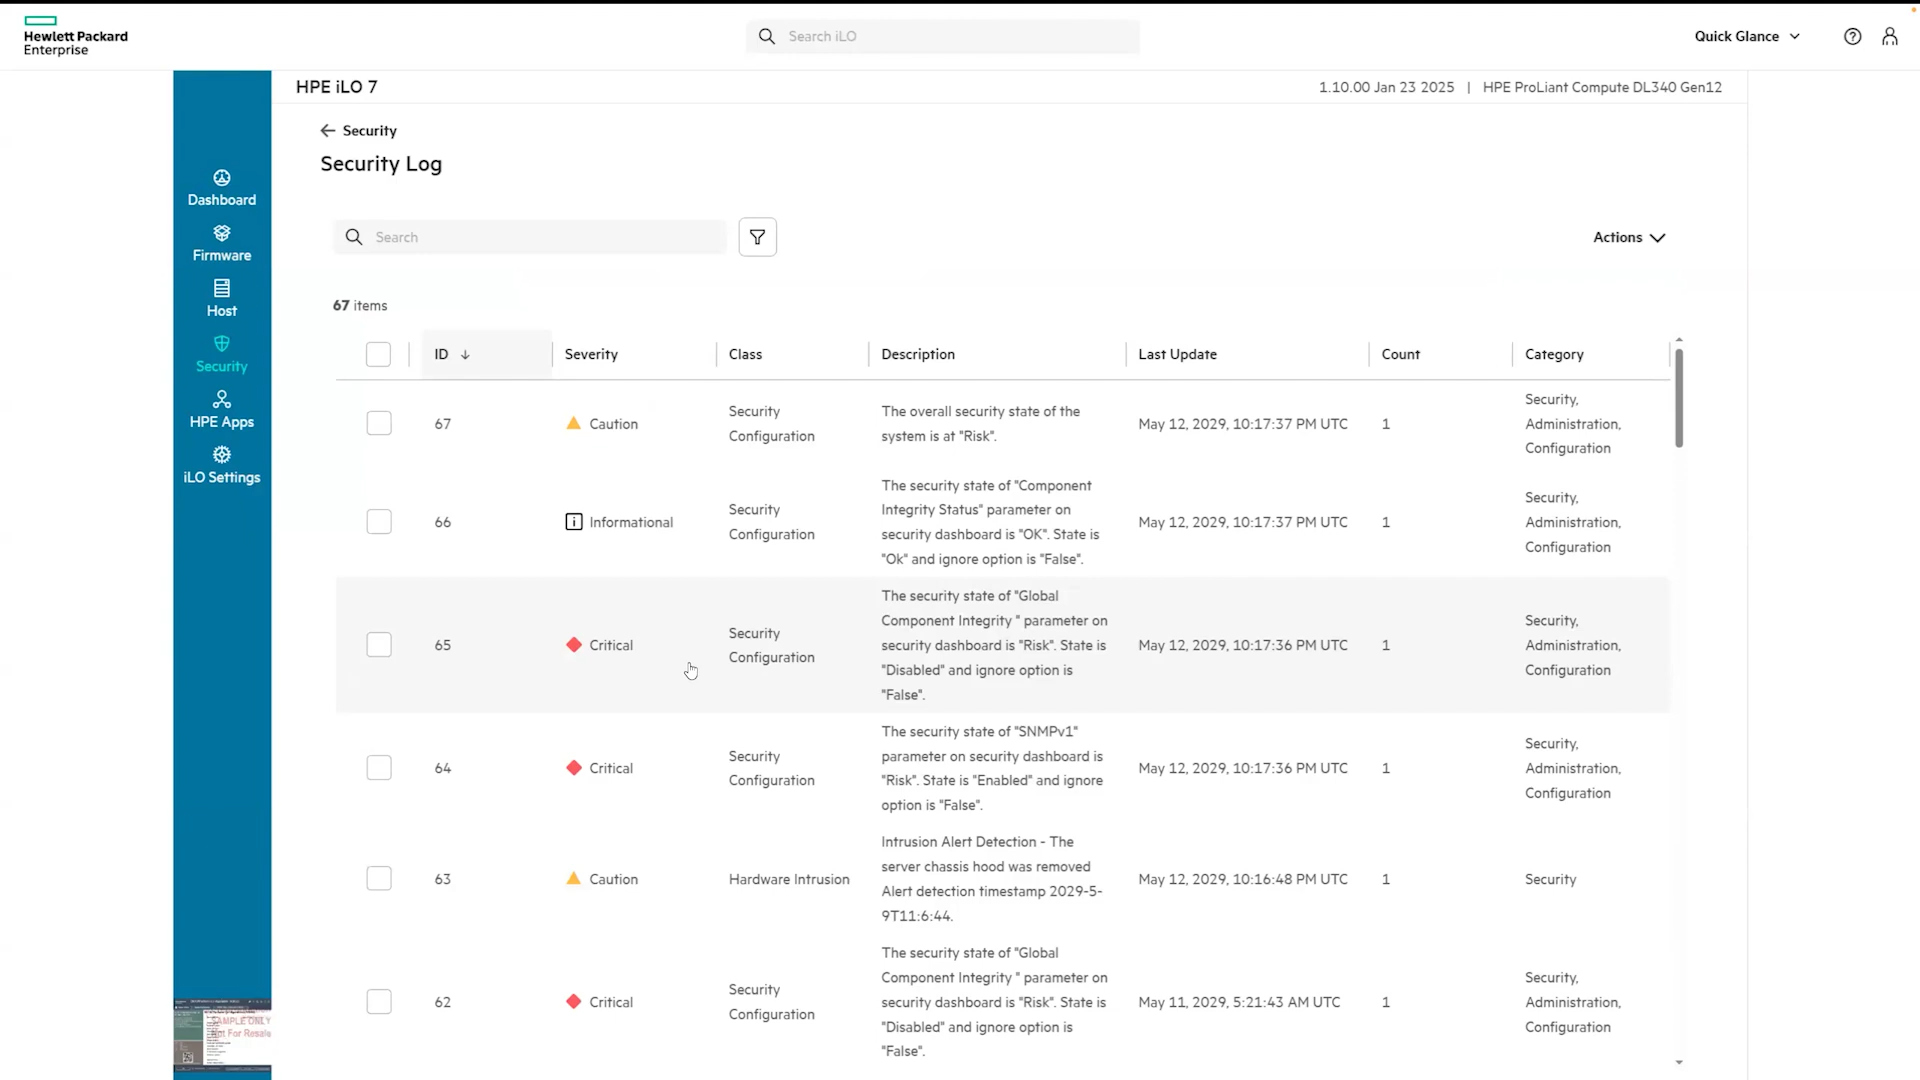 Hewlett Packard
Enterprise
Search iLO
Quick Glance
HPE iLO 7
1.10.00 Jan 23 2025 | HPE ProLiant Compute DL340 Gen12
Security
Security Log
Dashboard
Firmware
Host
Security
HPE Apps
iLO Settings
Search
Actions
67 items
ID Severity Class Description Last Update Count Category
67 Caution Security Configuration The overall security state of the system is at "Risk". May 12, 2029, 10:17:37 PM UTC 1 Security, Administration, Configuration
66 Informational Security Configuration The security state of "Component Integrity Status" parameter on security dashboard is "OK". State is "Ok" and ignore option is "False". May 12, 2029, 10:17:37 PM UTC 1 Security, Administration, Configuration
65 Critical Security Configuration The security state of "Global Component Integrity " parameter on security dashboard is "Risk". State is "Disabled" and ignore option is "False". May 12, 2029, 10:17:36 PM UTC 1 Security, Administration, Configuration
64 Critical Security Configuration The security state of "SNMPv1" parameter on security dashboard is "Risk". State is "Enabled" and ignore option is "False". May 12, 2029, 10:17:36 PM UTC 1 Security, Administration, Configuration
63 Caution Hardware Intrusion Intrusion Alert Detection - The server chassis hood was removed Alert detection timestamp 2029-5-9T11:6:44. May 12, 2029, 10:16:48 PM UTC 1 Security
62 Critical Security Configuration The security state of "Global Component Integrity " parameter on security dashboard is "Risk". State is "Disabled" and ignore option is "False". May 11, 2029, 5:21:43 AM UTC 1 Security, Administration, Configuration
SAMPLE ONLY
Not For Resale